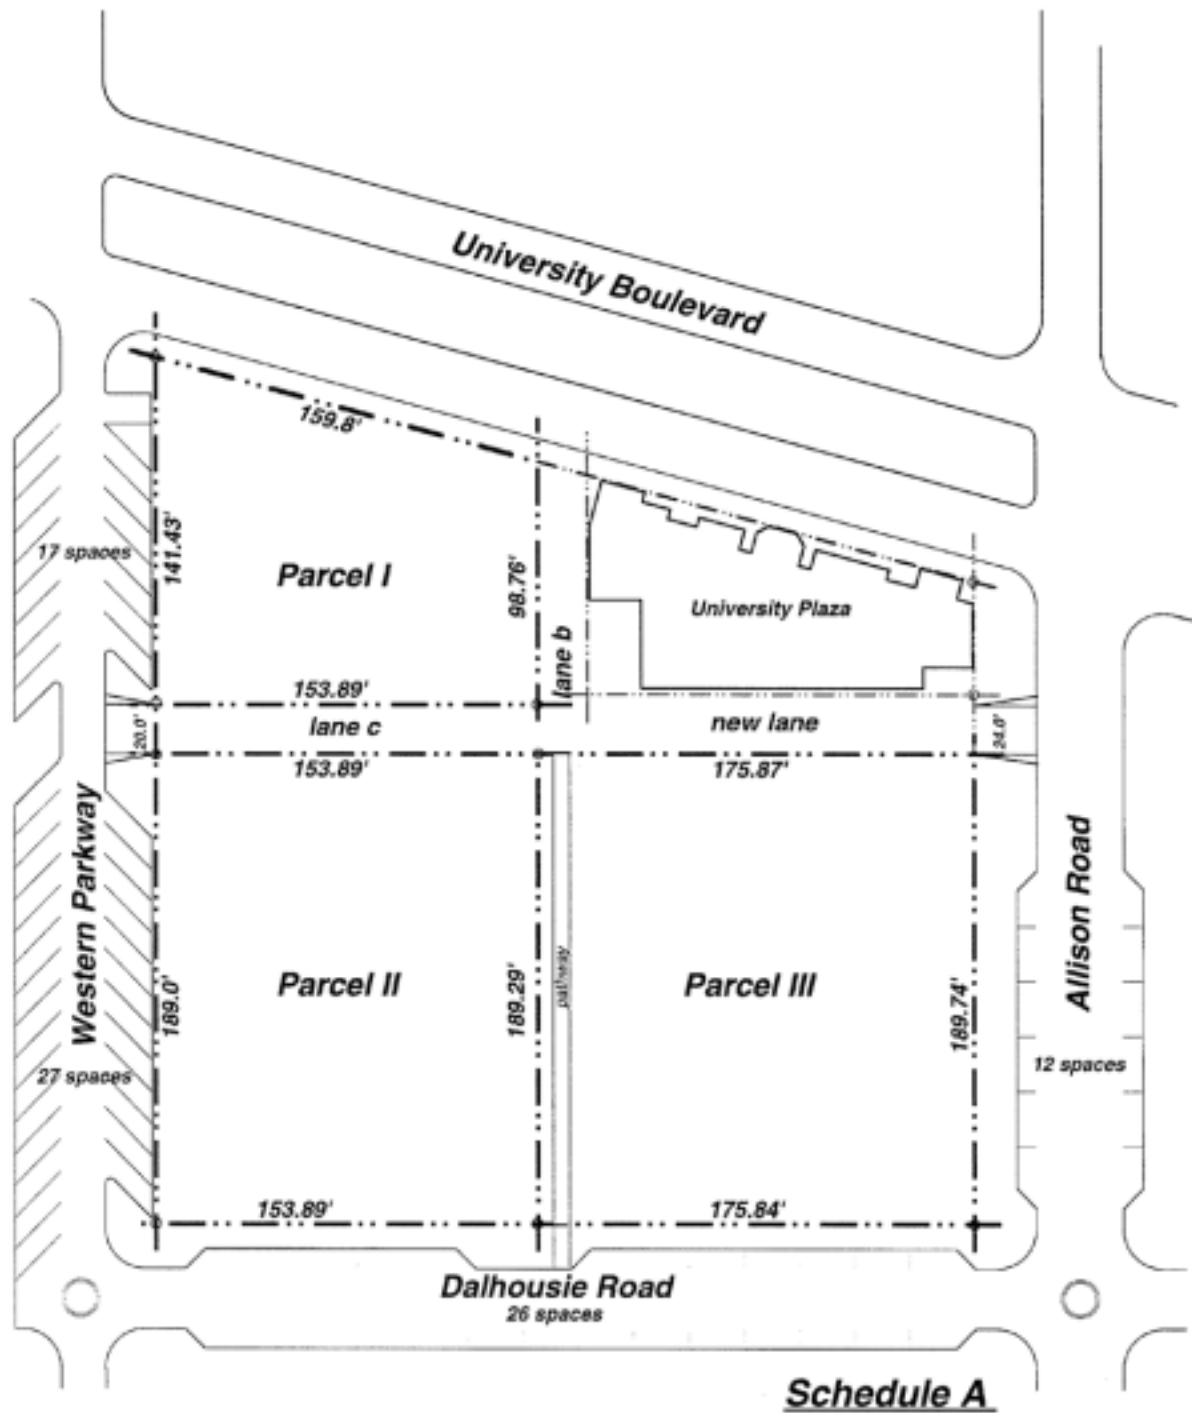 University Boulevard
159.8'
141.43'
17 spaces
Parcel I
98.76'
University Plaza
lane b
153.89'
lane c
new lane
20.0'
24.0'
153.89'
175.87'
Western Parkway
Allison Road
pathway
Parcel II
Parcel III
189.0'
189.29'
189.74'
27 spaces
12 spaces
153.89'
175.84'
Dalhousie Road
26 spaces
Schedule A